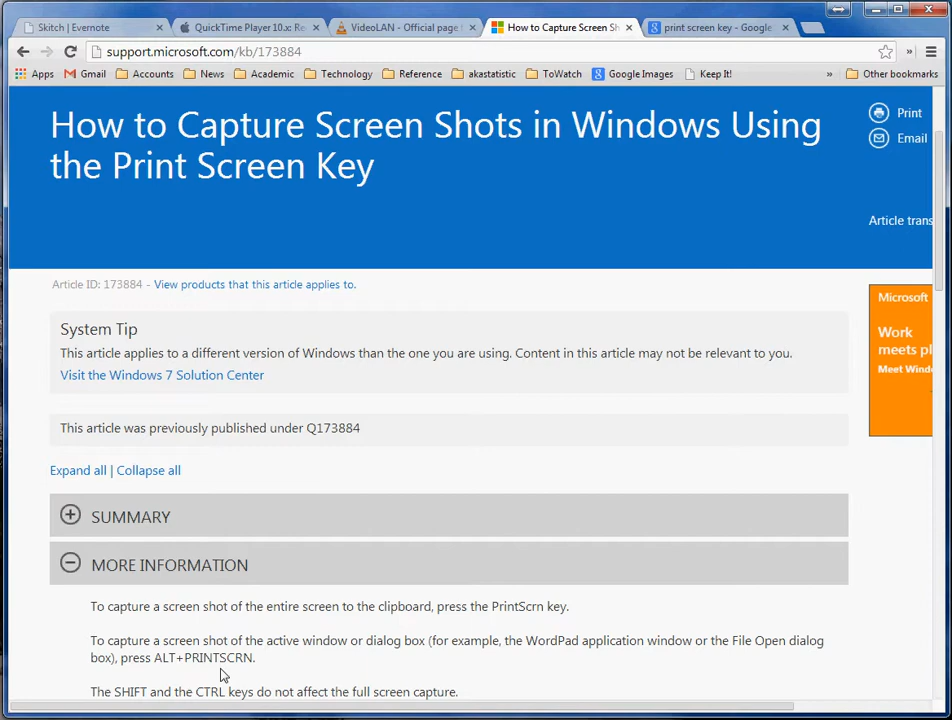 Skitch | Evernote
QuickTime Player 10.x: Re
VideoLAN - Official page f
How to Capture Screen Sh
print screen key - Google
support.microsoft.com/kb/173884
Apps
Gmail
Accounts
News
Academic
Technology
Reference
akastatistic
ToWatch
Google Images
Keep It!
»
Other bookmarks
How to Capture Screen Shots in Windows Using
the Print Screen Key
Print
Email
Article trans
Article ID: 173884 - View products that this article applies to.
System Tip
This article applies to a different version of Windows than the one you are using. Content in this article may not be relevant to you.
Visit the Windows 7 Solution Center
Microsoft
Work
meets pl
Meet Windo
This article was previously published under Q173884
Expand all | Collapse all
SUMMARY
MORE INFORMATION
To capture a screen shot of the entire screen to the clipboard, press the PrintScrn key.
To capture a screen shot of the active window or dialog box (for example, the WordPad application window or the File Open dialog
box), press ALT+PRINTSCRN.
The SHIFT and the CTRL keys do not affect the full screen capture.